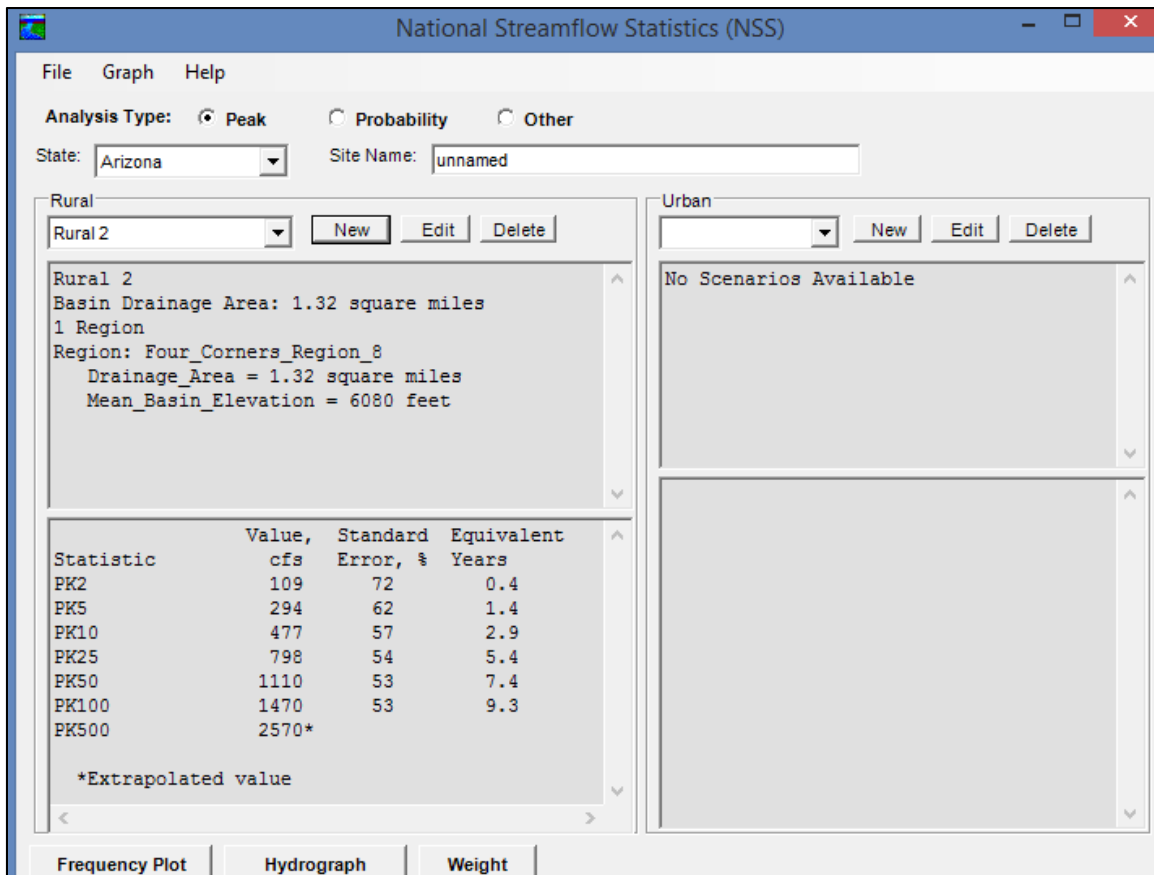 National Streamflow Statistics (NSS)
File Graph Help
Analysis Type: Peak Probability Other
State: Arizona Site Name: unnamed
Rural
Rural 2 New Edit Delete
Rural 2
Basin Drainage Area: 1.32 square miles
1 Region
Region: Four_Corners_Region_8
Drainage_Area = 1.32 square miles
Mean_Basin_Elevation = 6080 feet
Value, Standard Equivalent
Statistic cfs Error, % Years
PK2 109 72 0.4
PK5 294 62 1.4
PK10 477 57 2.9
PK25 798 54 5.4
PK50 1110 53 7.4
PK100 1470 53 9.3
PK500 2570*
*Extrapolated value
Urban
New Edit Delete
No Scenarios Available
Frequency Plot Hydrograph Weight